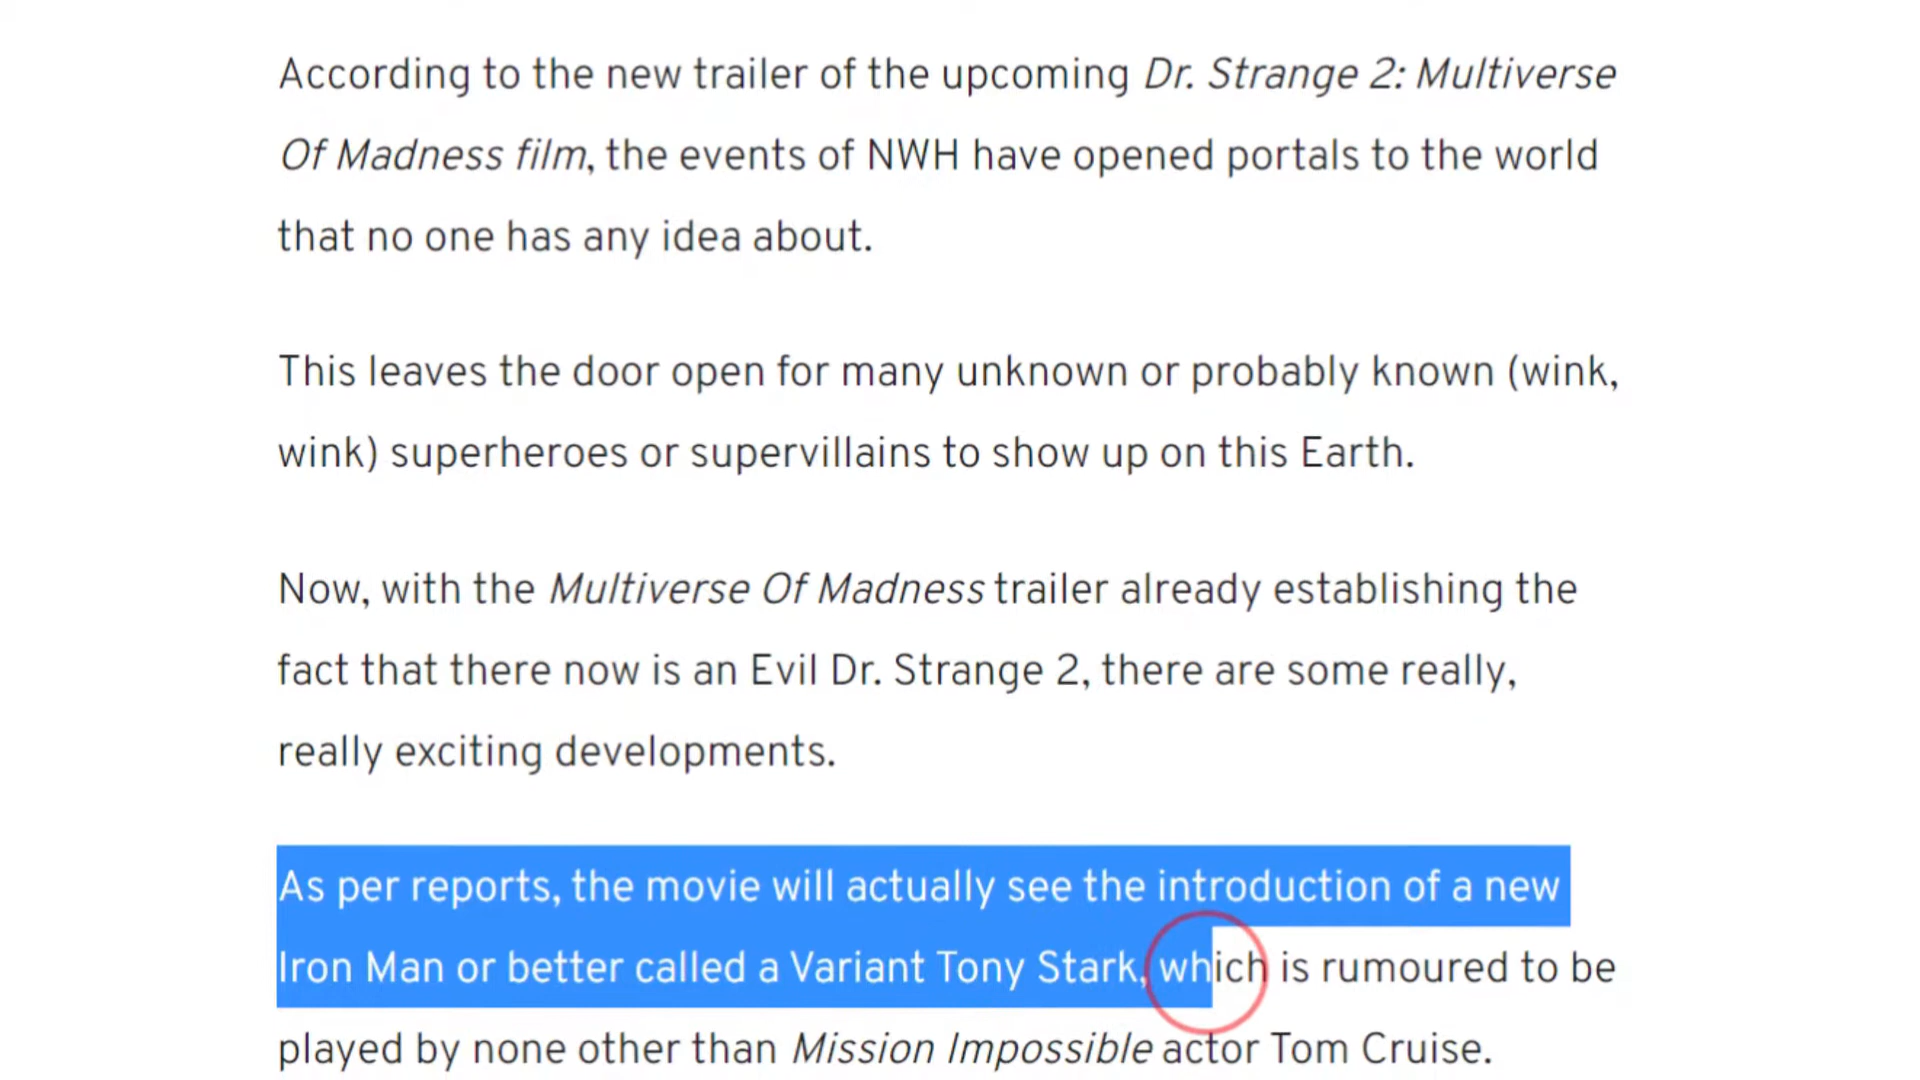 According to the new trailer of the upcoming Dr. Strange 2: Multiverse
Of Madness film, the events of NWH have opened portals to the world
that no one has any idea about.
This leaves the door open for many unknown or probably known (wink,
wink) superheroes or supervillains to show up on this Earth.
Now, with the Multiverse Of Madness trailer already establishing the
fact that there now is an Evil Dr. Strange 2, there are some really,
really exciting developments.
As per reports, the movie will actually see the introduction of a new
Iron Man or better called a Variant Tony Stark, which is rumoured to be
played by none other than Mission Impossible actor Tom Cruise.